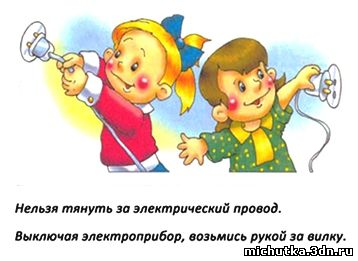 Нельзя тянуть за электрический провод.
Выключая электроприбор, возьмись рукой за вилку.
michutka.3dn.ru